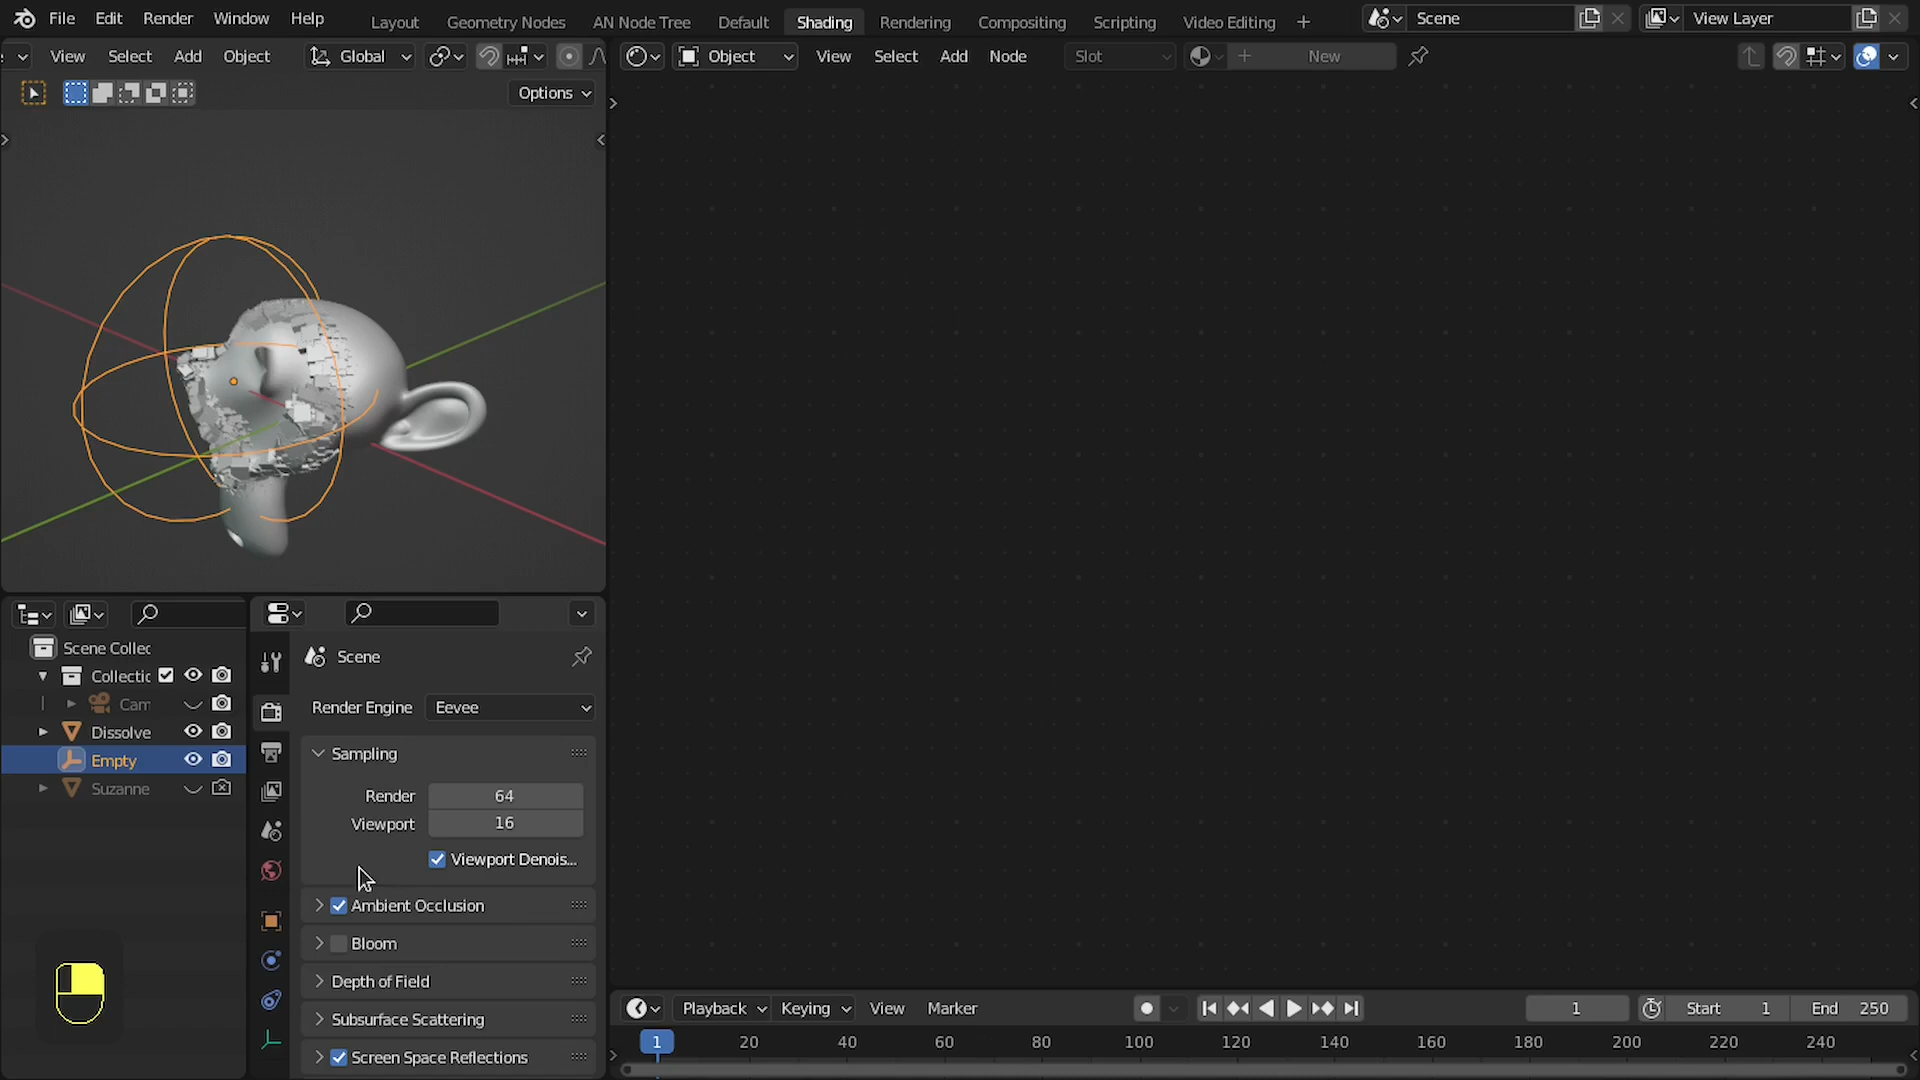 File Edit Render Window Help Layout Geometry Nodes AN Node Tree Default Shading Rendering Compositing Scripting Video Editing + Scene View Layer
View Select Add Object Global Object View Select Add Node Slot New
Options
Scene Collec
Collectic
Cam
Dissolve
Empty
Suzanne
Scene
Render Engine Eevee
Sampling
Render 64
Viewport 16
Viewport Denois...
Ambient Occlusion
Bloom
Depth of Field
Subsurface Scattering
Screen Space Reflections
Playback Keying View Marker 1 Start 1 End 250
1 20 40 60 80 100 120 140 160 180 200 220 240